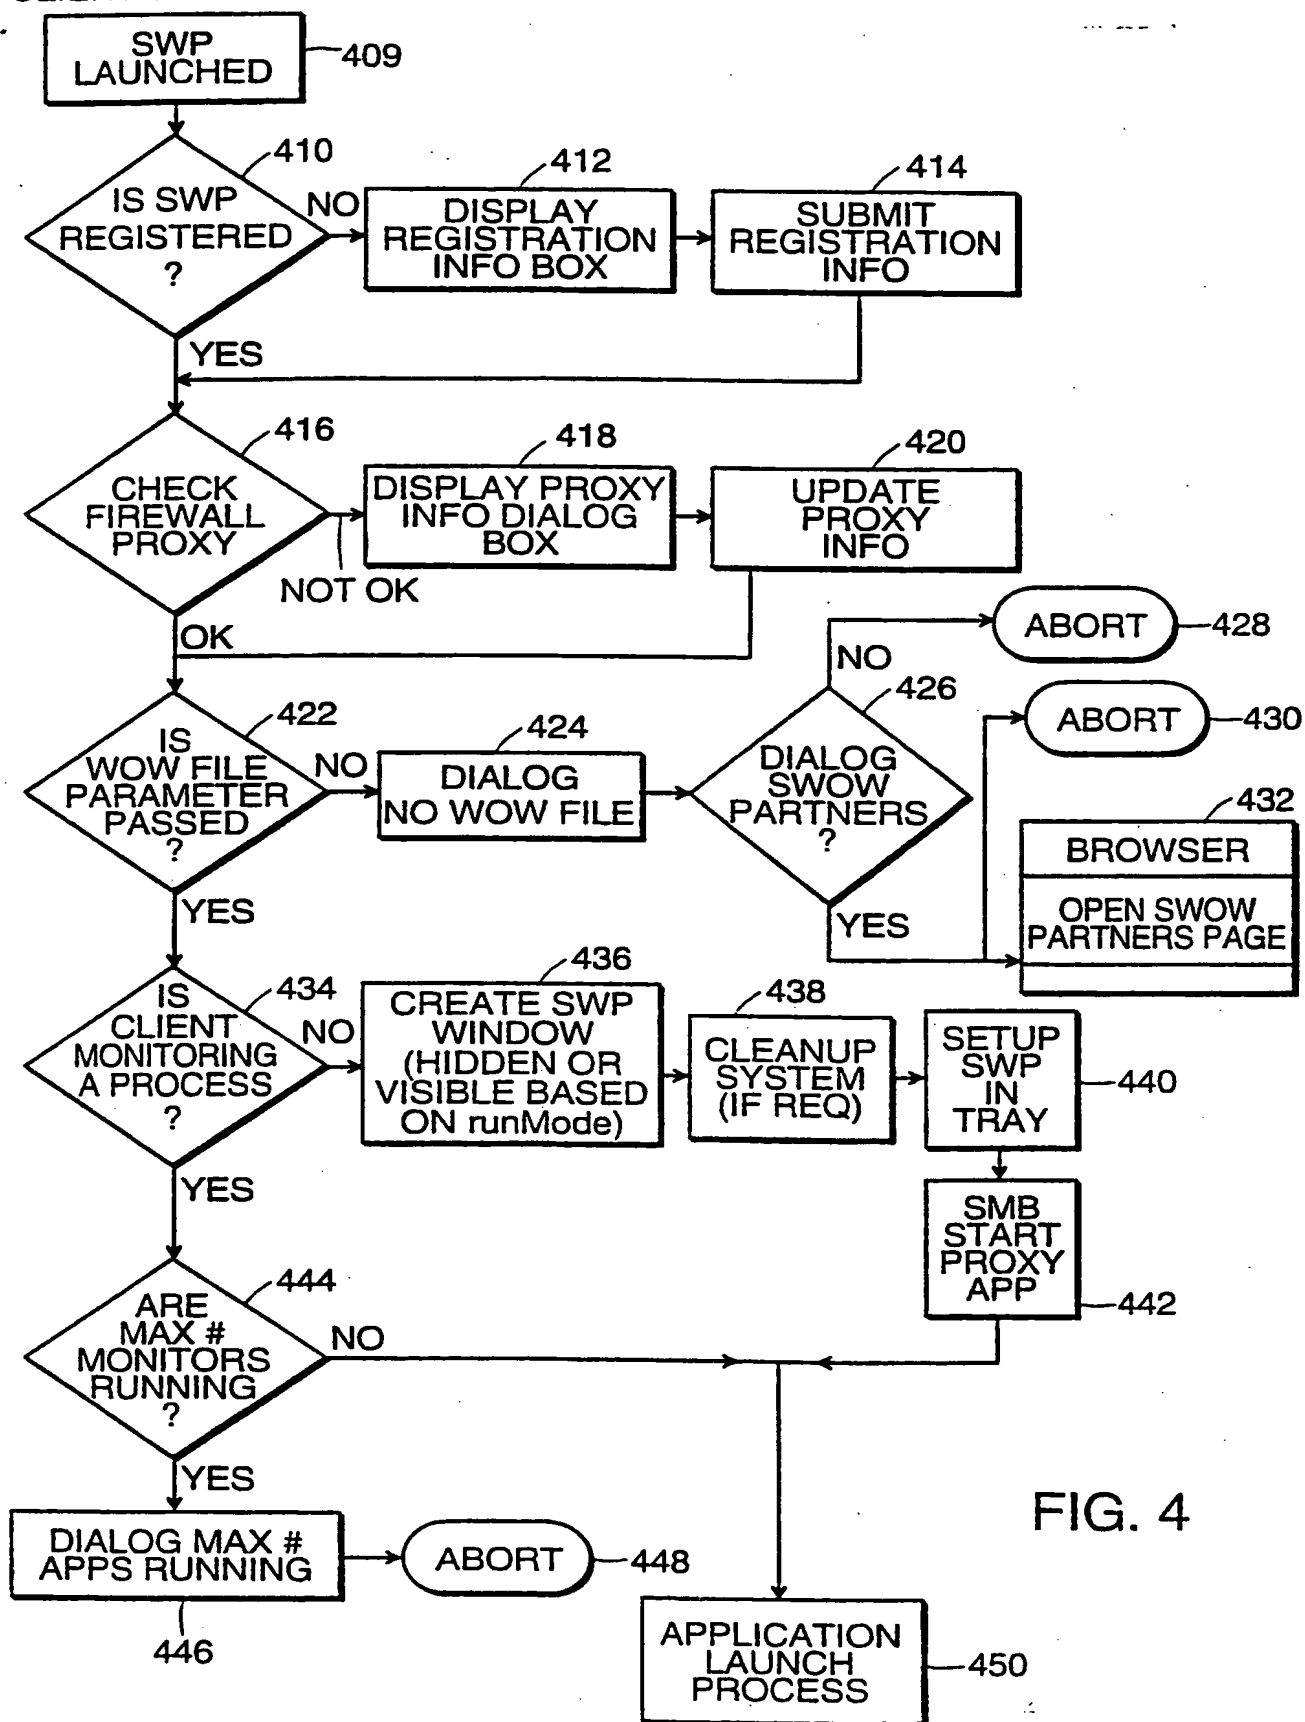 SWP
LAUNCHED
409
410
IS SWP
REGISTERED
?
NO
412
DISPLAY
REGISTRATION
INFO BOX
414
SUBMIT
REGISTRATION
INFO
YES
416
CHECK
FIREWALL
PROXY
NOT OK
418
DISPLAY PROXY
INFO DIALOG
BOX
420
UPDATE
PROXY
INFO
OK
422
IS
WOW FILE
PARAMETER
PASSED
?
NO
424
DIALOG
NO WOW FILE
426
DIALOG
SWOW
PARTNERS
?
NO
ABORT
428
ABORT
430
YES
432
BROWSER
OPEN SWOW
PARTNERS PAGE
YES
434
IS
CLIENT
MONITORING
A PROCESS
?
NO
436
CREATE SWP
WINDOW
(HIDDEN OR
VISIBLE BASED
ON runMode)
438
CLEANUP
SYSTEM
(IF REQ)
SETUP
SWP
IN
TRAY
440
SMB
START
PROXY
APP
442
YES
444
ARE
MAX #
MONITORS
RUNNING
?
NO
YES
DIALOG MAX #
APPS RUNNING
446
ABORT
448
APPLICATION
LAUNCH
PROCESS
450
FIG. 4